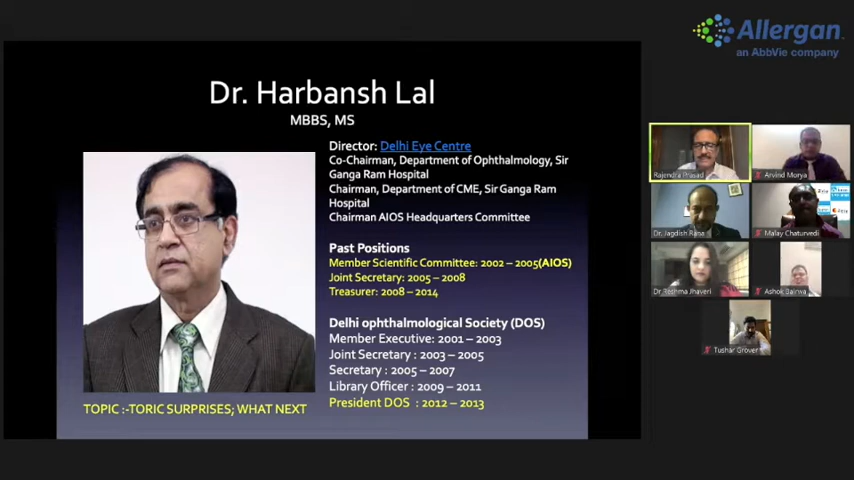 Allergan
an AbbVie company
Dr. Harbansh Lal
MBBS, MS
Director: Delhi Eye Centre
Co-Chairman, Department of Ophthalmology, Sir
Ganga Ram Hospital
Chairman, Department of CME, Sir Ganga Ram
Hospital
Chairman AIOS Headquarters Committee
Past Positions
Member Scientific Committee: 2002 – 2005(AIOS)
Joint Secretary: 2005 – 2008
Treasurer: 2008 – 2014
Delhi ophthalmological Society (DOS)
Member Executive: 2001 – 2003
Joint Secretary : 2003 – 2005
Secretary : 2005 – 2007
Library Officer : 2009 – 2011
President DOS : 2012 – 2013
TOPIC :-TORIC SURPRISES; WHAT NEXT
Rajendra Prasad
Arvind Morya
Dr. Jagdish Rana
Malay Chaturvedi
Dr Reshma Jhaveri
Ashok Bairwa
Tushar Grover